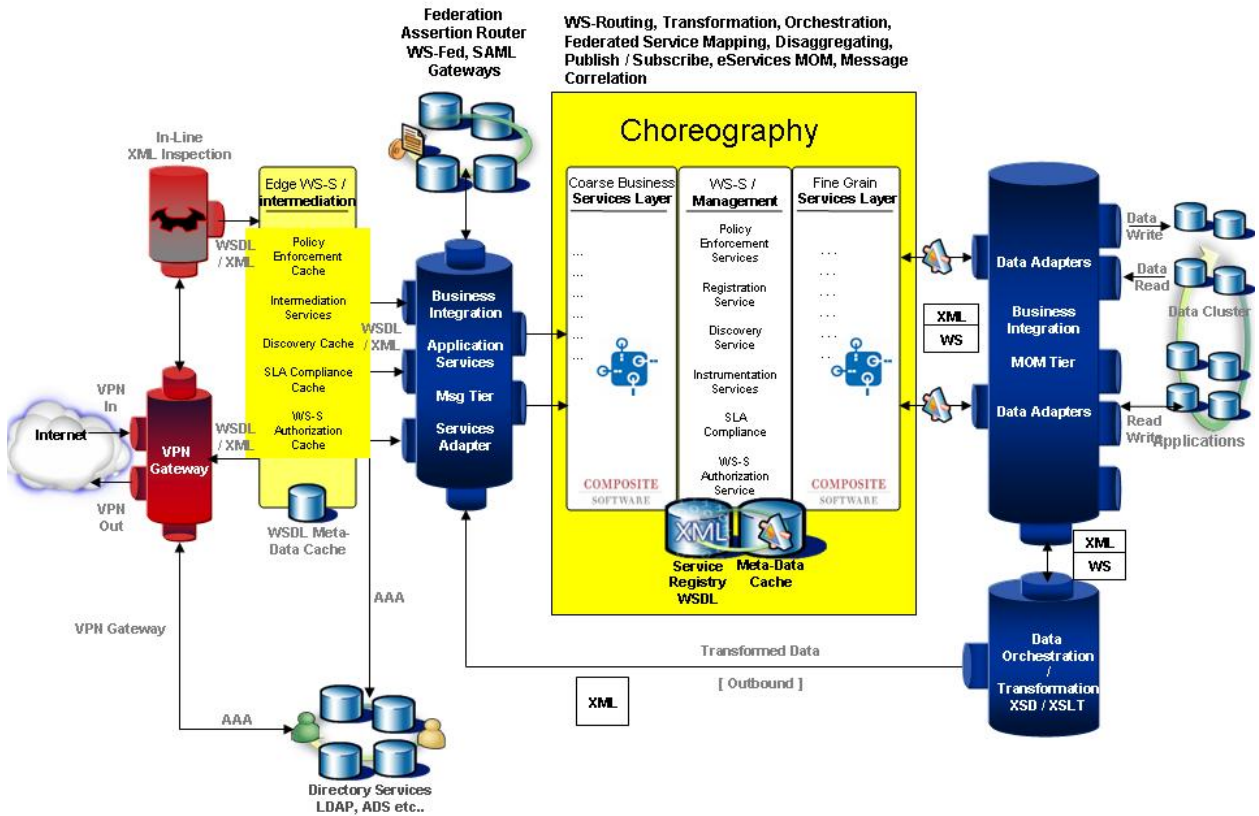 Federation
Assertion Router
WS-Fed, SAML
Gateways
WS-Routing, Transformation, Orchestration,
Federated Service Mapping, Disaggregating,
Publish / Subscribe, eServices MOM, Message
Correlation
In-Line
XML Inspection
Edge WS-S /
intermediation
WSDL
/ XML
Policy
Enforcement
Cache
Intermediation
Services
Discovery Cache
SLA Compliance
Cache
WS-S
Authorization
Cache
WSDL
/ XML
WSDL
/ XML
WSDL Meta-
Data Cache
VPN
In
Internet
VPN
Out
VPN
Gateway
Business
Integration
Application
Services
Msg Tier
Services
Adapter
Choreography
Coarse Business
Services Layer
...
...
...
...
...
COMPOSITE
SOFTWARE
WS-S /
Management
Policy
Enforcement
Services
Registration
Service
Discovery
Service
Instrumentation
Services
SLA
Compliance
WS-S
Authorization
Service
Fine Grain
Services Layer
. . .
. . .
. . .
. . .
. . .
COMPOSITE
SOFTWARE
XML
Service
Registry
WSDL
Meta-Data
Cache
XML
WS
Data Adapters
Business
Integration
MOM Tier
Data Adapters
Data
Write
Data
Read
Data Cluster
Read
Write
Applications
XML
WS
Data
Orchestration
/
Transformation
XSD / XSLT
Transformed Data
[ Outbound ]
XML
AAA
VPN Gateway
AAA
Directory Services
LDAP, ADS etc..